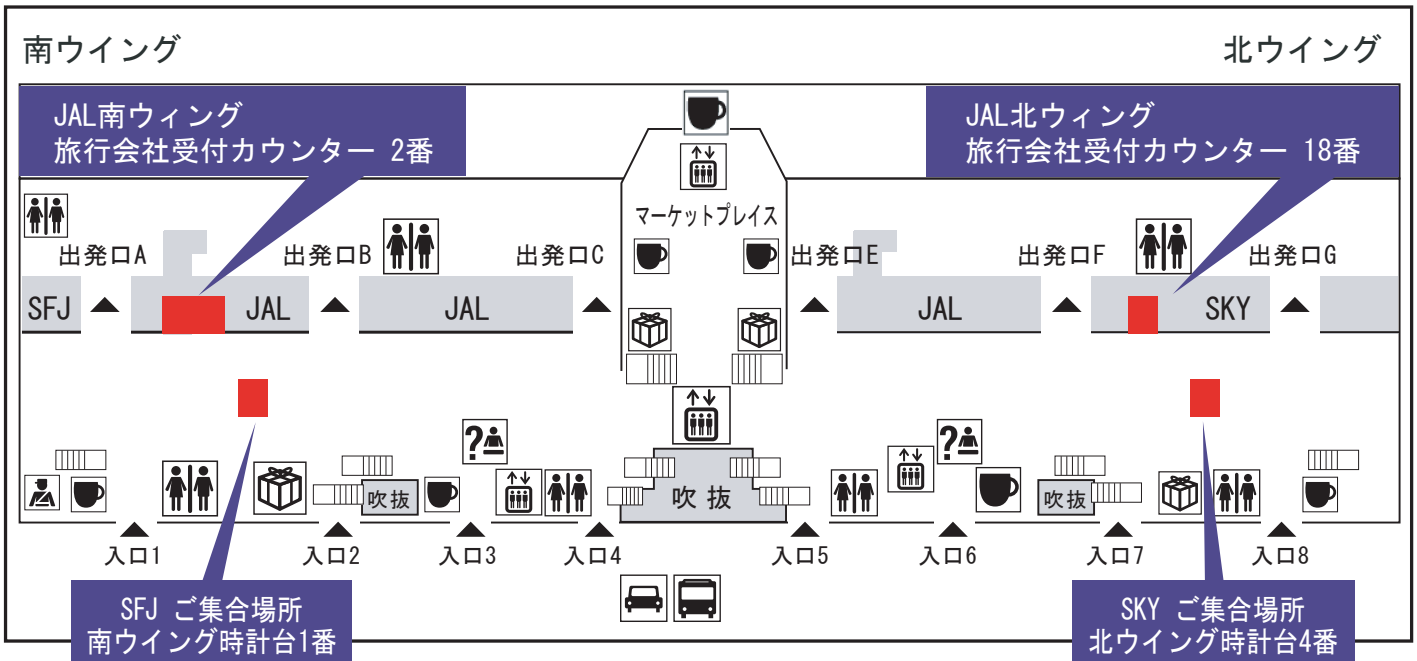 南ウイング
北ウイング
JAL南ウィング
旅行会社受付カウンター 2番
JAL北ウィング
旅行会社受付カウンター 18番
マーケットプレイス
出発口A
出発口B
出発口C
出発口E
出発口F
出発口G
SFJ
JAL
JAL
JAL
SKY
?
?
吹抜
吹抜
吹抜
入口1
入口2
入口3
入口4
入口5
入口6
入口7
入口8
SFJ ご集合場所
南ウイング時計台1番
SKY ご集合場所
北ウイング時計台4番